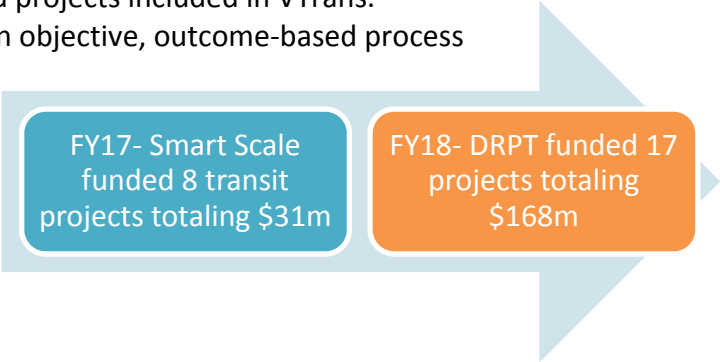 projects included in VTrans.
objective, outcome-based process
FY17- Smart Scale
funded 8 transit
projects totaling $31m
FY18- DRPT funded 17
projects totaling
$168m